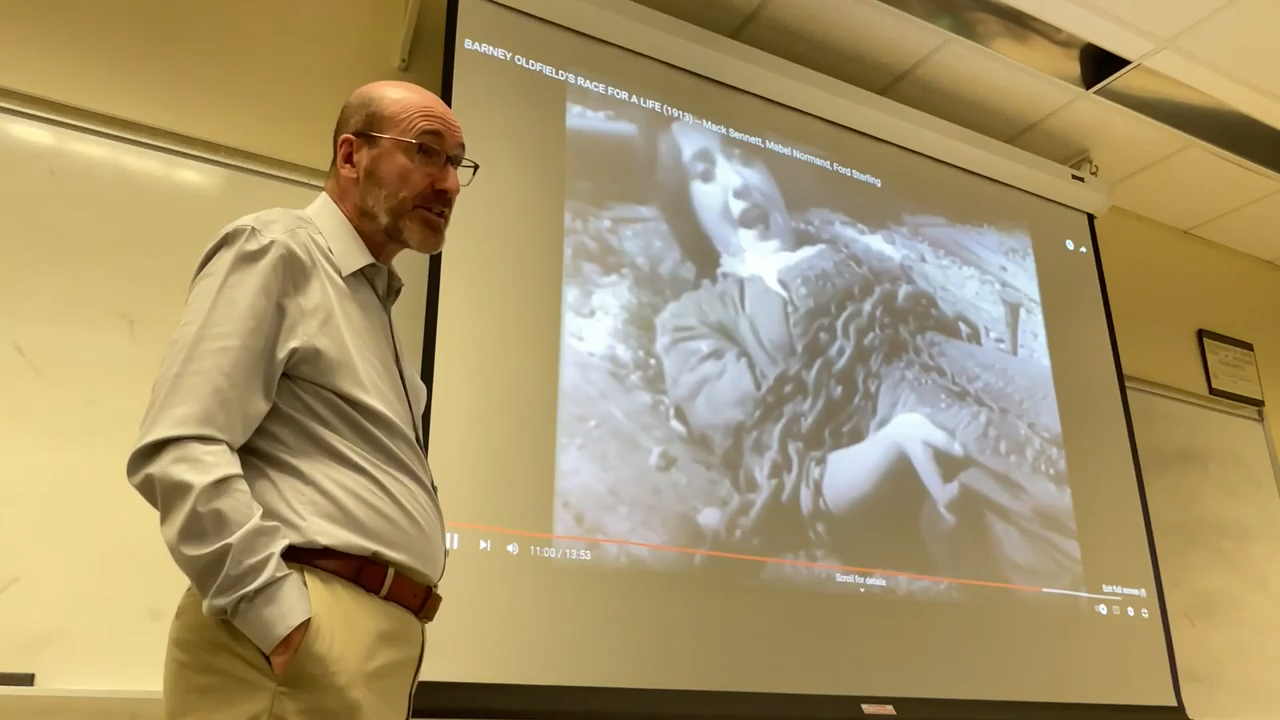 BARNEY OLDFIELD'S RACE FOR A LIFE (1913) – Mack Sennett, Mabel Normand, Ford Sterling
11:00 / 13:53
Scroll for details
Exit full screen (f)